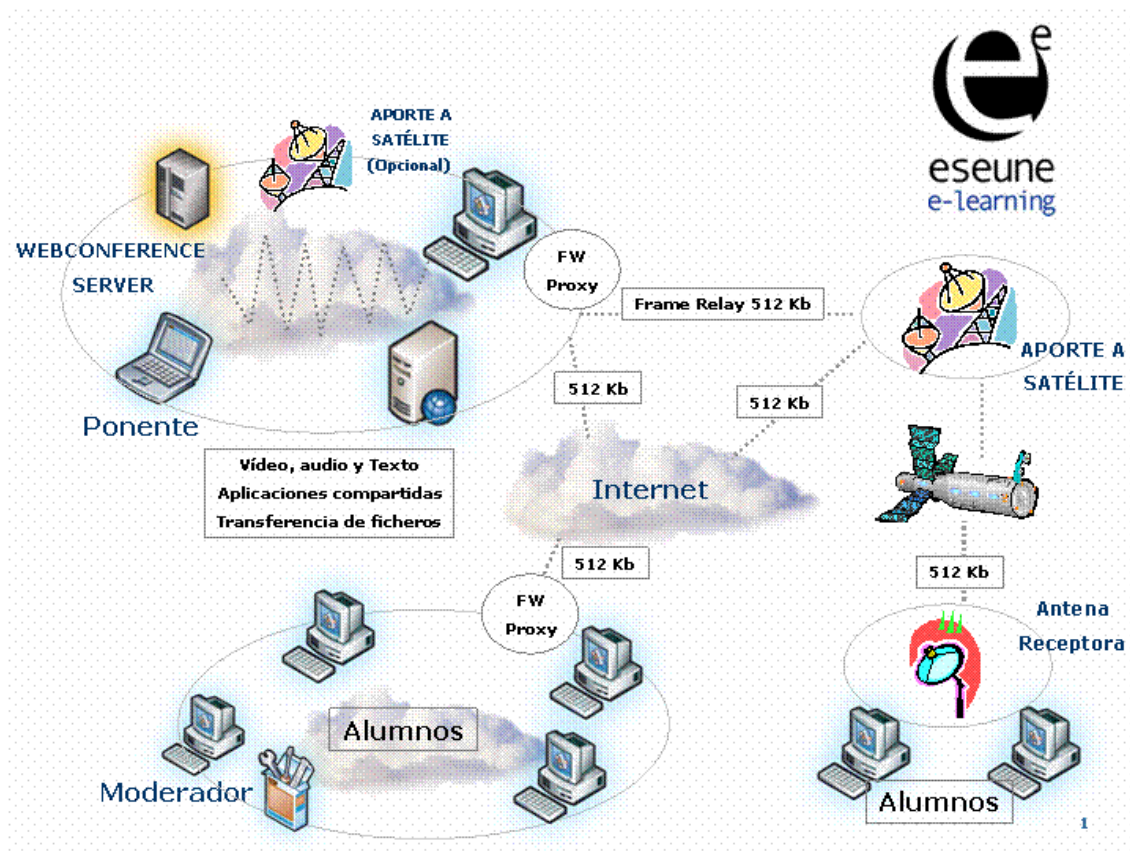 e
eseune
e-learning
APORTE A
SATÉLITE
(Opcional)
WEBCONFERENCE
SERVER
FW
Proxy
Frame Relay 512 Kb
APORTE A
SATÉLITE
Ponente
512 Kb
512 Kb
Vídeo, audio y Texto
Aplicaciones compartidas
Transferencia de ficheros
Internet
512 Kb
512 Kb
FW
Proxy
Antena
Receptora
Alumnos
Moderador
Alumnos
1